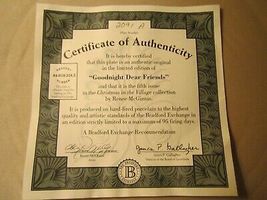 2091 A
Plate Number
Certificate of Authenticity
It is hereby certified
that this plate is an authentic original
in the limited edition of
"Goodnight Dear Friends"
and that it is the fifth issue
in the Christmas in the Village collection
by Renee McGinnis.
It is produced on hard-fired porcelain to the highest
quality and artistic standards of the Bradford Exchange in an
edition strictly limited to a maximum of 95 firing days.
A Bradford Exchange Recommendation
James P. Gallagher
B